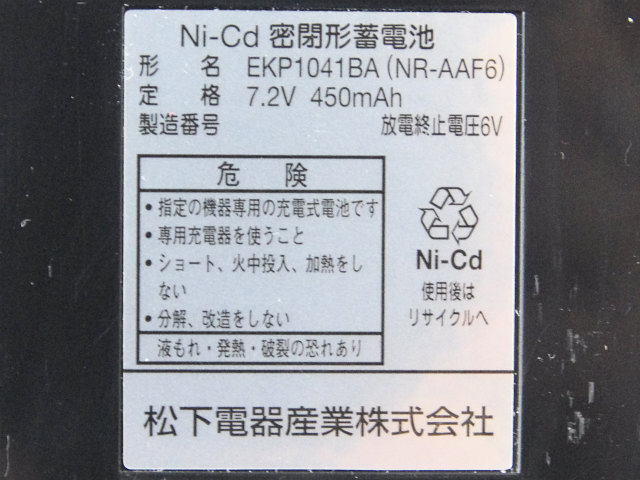 Ni-Cd 密閉形蓄電池
形 名 EKP1041BA (NR-AAF6)
定 格 7.2V 450mAh
製造番号 放電終止電圧6V
危 険
・指定の機器専用の充電式電池です
・専用充電器を使うこと
・ショート、火中投入、加熱をし
ない
・分解、改造をしない
液もれ・発熱・破裂の恐れあり
Ni-Cd
使用後は
リサイクルへ
松下電器産業株式会社